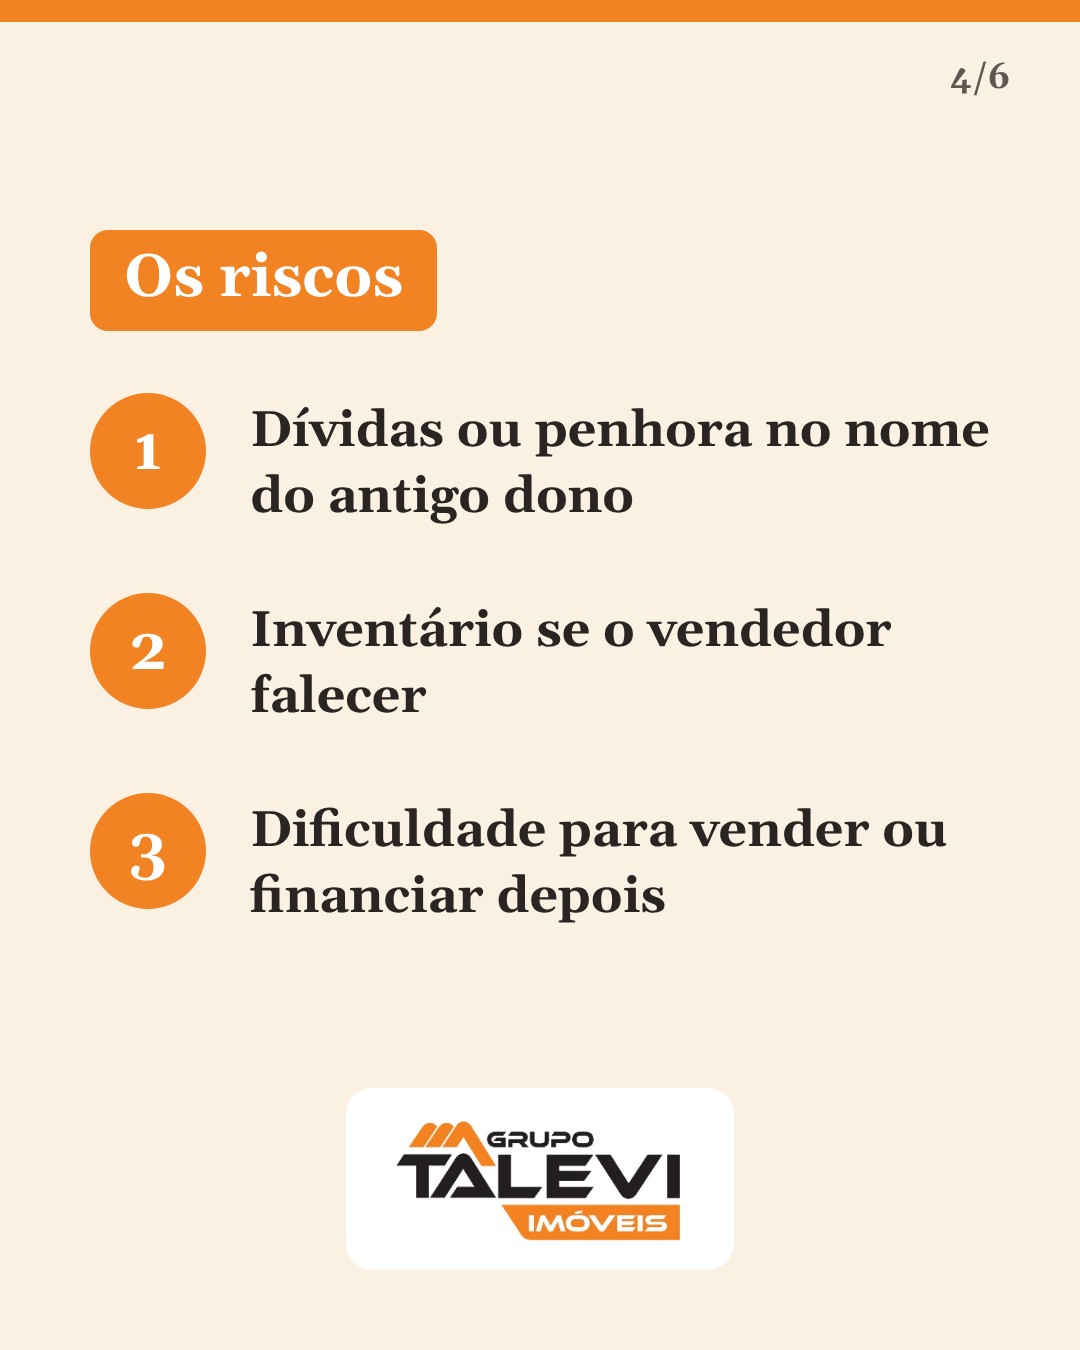 4/6
Os riscos
1
Dívidas ou penhora no nome
do antigo dono
2
Inventário se o vendedor
falecer
3
Dificuldade para vender ou
financiar depois
GRUPO
TALEVI
IMÓVEIS